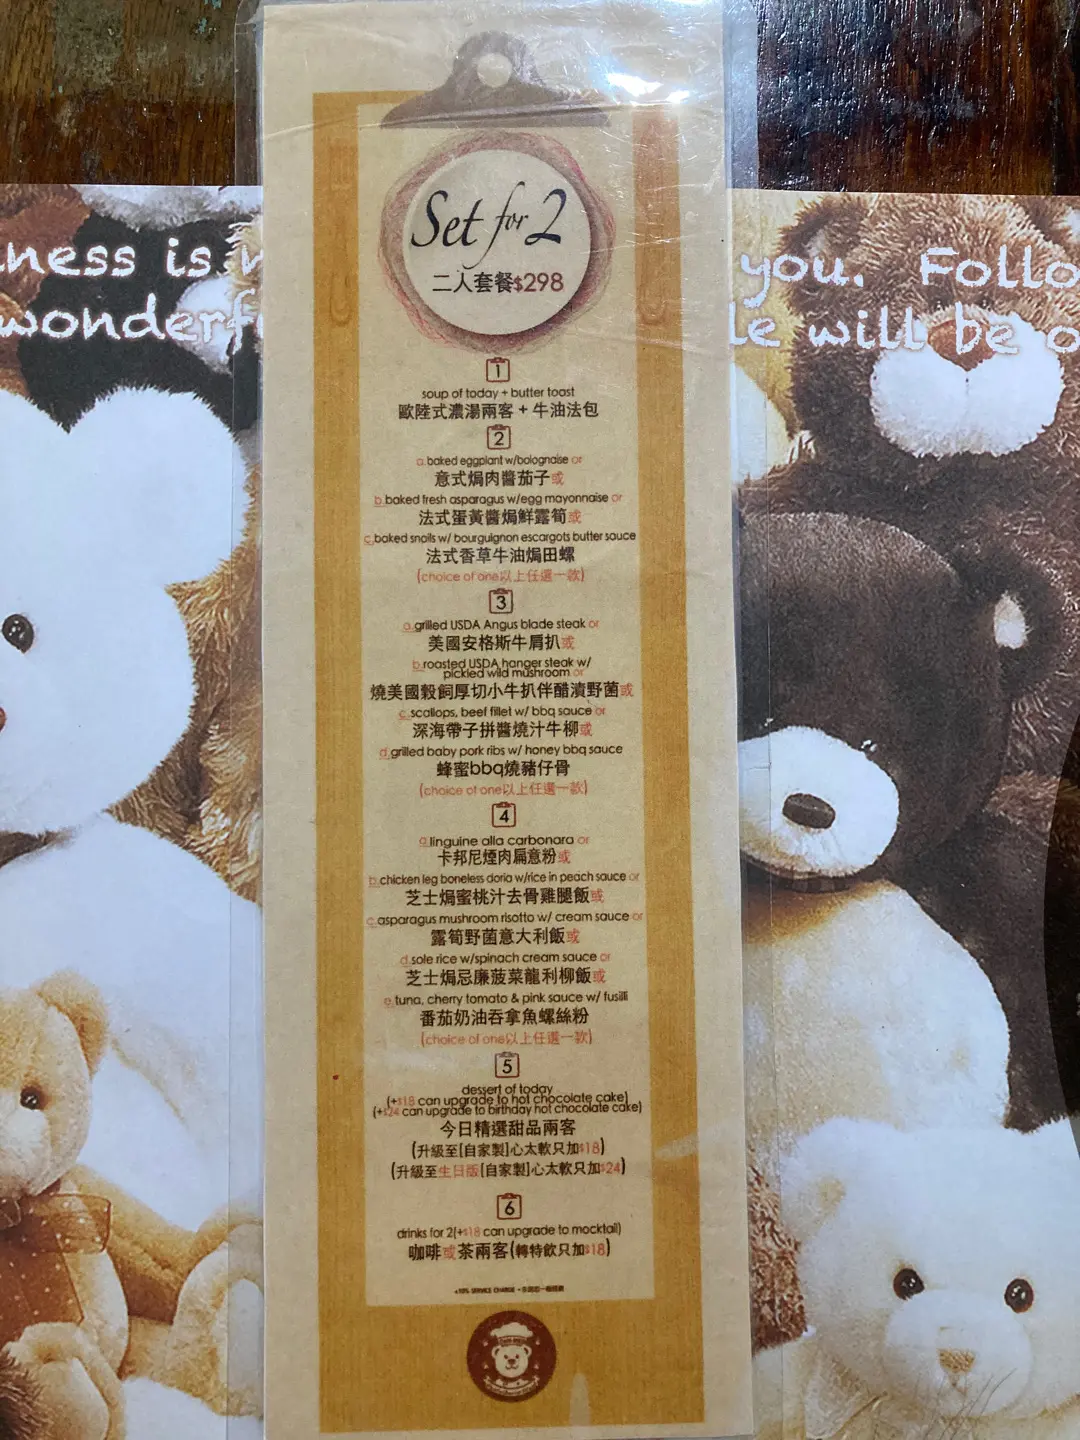 Set for 2
二人套餐$298
1
soup of today + butter toast
歐陸式濃湯兩客 + 牛油法包
2
a.baked eggplant w/bolognaise or
意式焗肉醬茄子或
b.baked fresh asparagus w/egg mayonnaise or
法式蛋黃醬焗鮮露筍或
c.baked snails w/ bourguignon escargots butter sauce
法式香草牛油焗田螺
(choice of one以上任選一款)
3
a.grilled USDA Angus blade steak or
美國安格斯牛肩扒或
b.roasted USDA hanger steak w/
pickled wild mushroom or
燒美國穀飼厚切小牛扒伴醋漬野菌或
c.scallops, beef fillet w/ bbq sauce or
深海帶子拼醬燒汁牛柳或
d.grilled baby pork ribs w/ honey bbq sauce
蜂蜜bbq燒豬仔骨
(choice of one以上任選一款)
4
a.linguine alla carbonara or
卡邦尼煙肉扁意粉或
b.chicken leg boneless doria w/rice in peach sauce or
芝士焗蜜桃汁去骨雞腿飯或
c.asparagus mushroom risotto w/ cream sauce or
露筍野菌意大利飯或
d.sole rice w/spinach cream sauce or
芝士焗忌廉菠菜龍利柳飯或
e.tuna, cherry tomato & pink sauce w/ fusilli
番茄奶油吞拿魚螺絲粉
(choice of one以上任選一款)
5
dessert of today
(+$18 can upgrade to hot chocolate cake)
(+$24 can upgrade to birthday hot chocolate cake)
今日精選甜品兩客
(升級至[自家製]心太軟只加$18)
(升級至生日版[自家製]心太軟只加$24)
6
drinks for 2(+$18 can upgrade to mocktail)
咖啡或茶兩客(轉特飲只加$18)
+10% SERVICE CHARGE
ness is you. Follo
wonderf le will be o